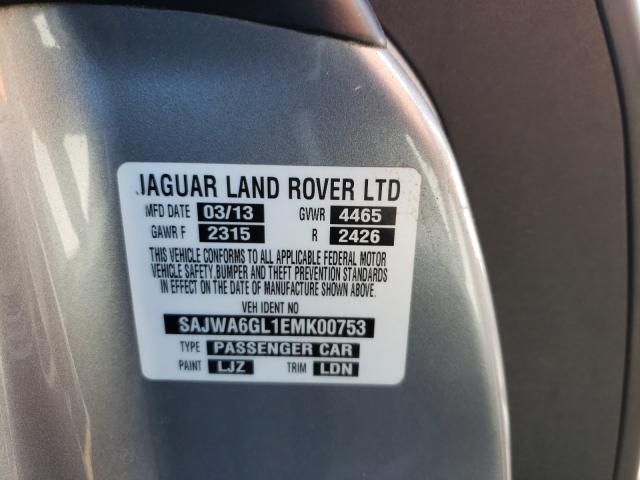 JAGUAR LAND ROVER LTD
MFD DATE 03/13 GVWR 4465
GAWR F 2315 R 2426
THIS VEHICLE CONFORMS TO ALL APPLICABLE FEDERAL MOTOR
VEHICLE SAFETY,BUMPER AND THEFT PREVENTION STANDARDS
IN EFFECT ON THE DATE OF MANUFACTURE SHOWN ABOVE.
VEH IDENT NO
SAJWA6GL1EMK00753
TYPE PASSENGER CAR
PAINT LJZ TRIM LDN